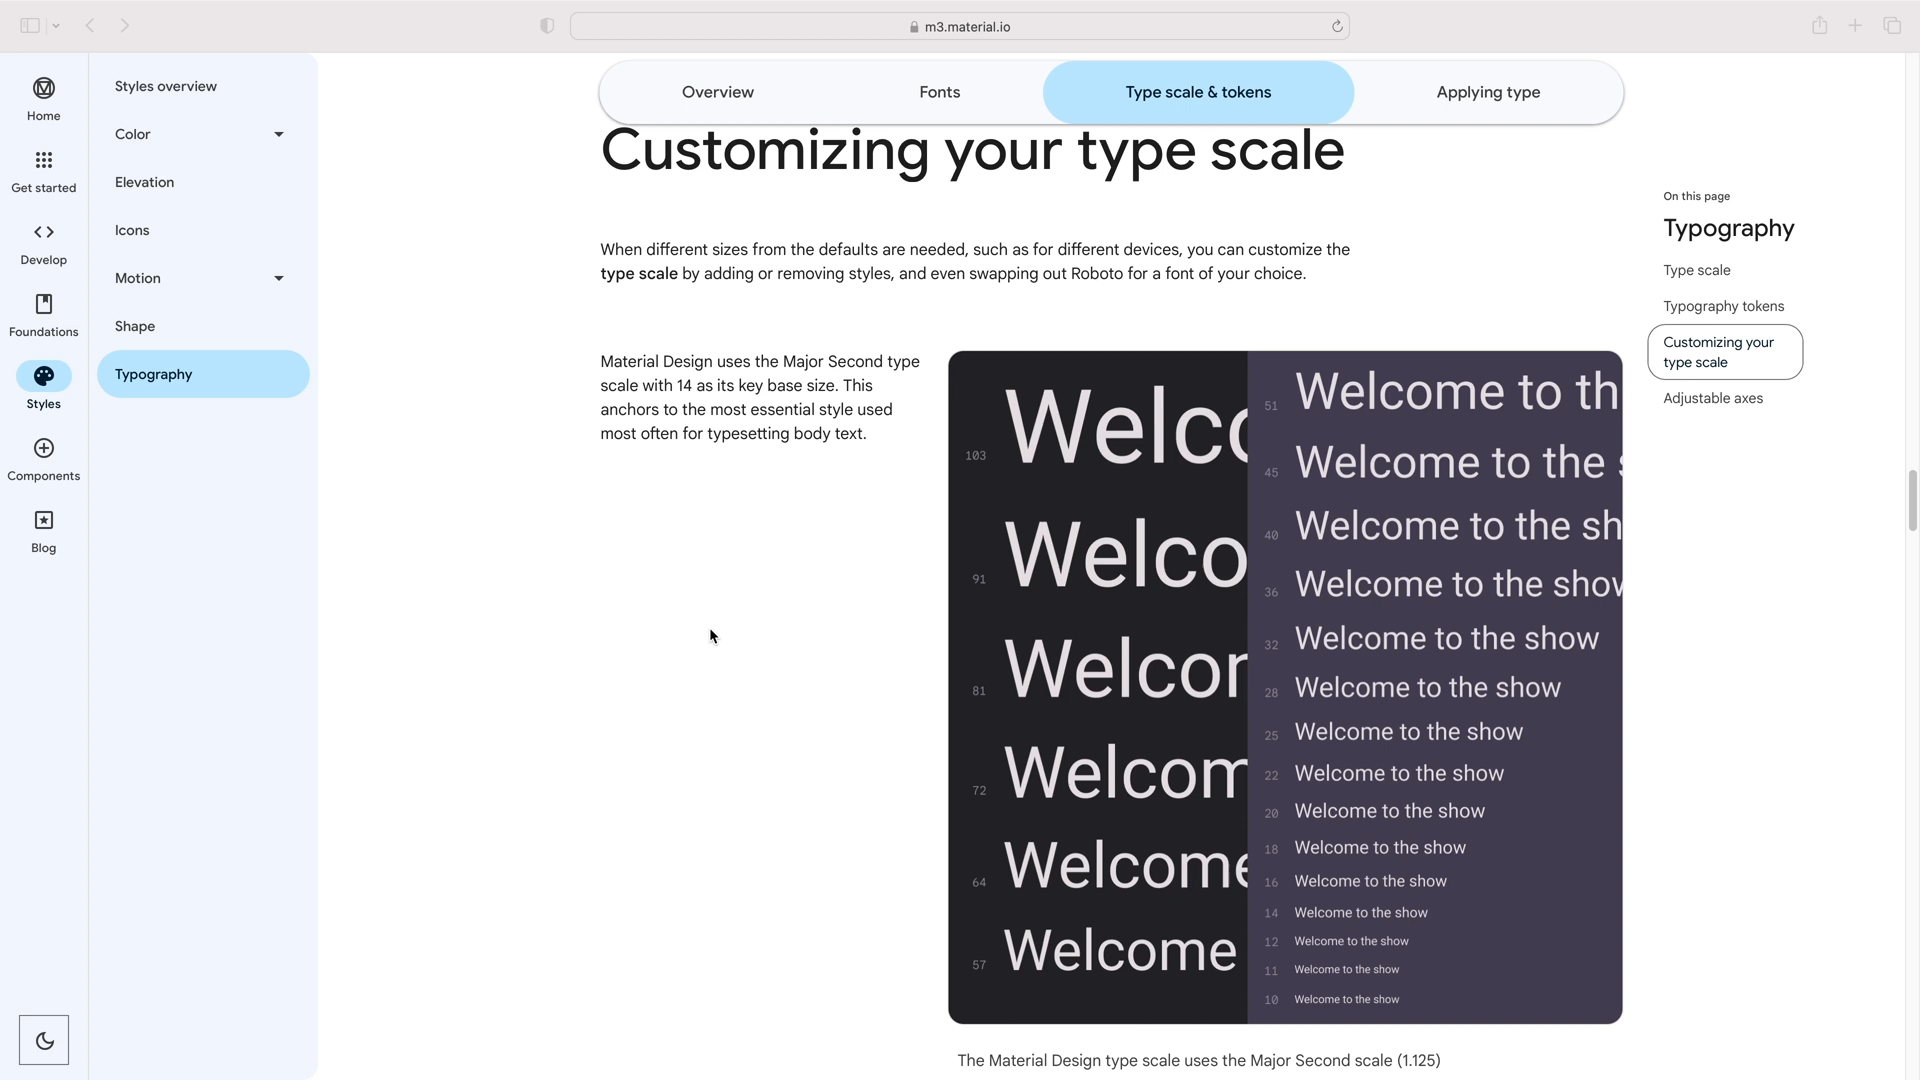 m3.material.io
Home
Get started
Develop
Foundations
Styles
Components
Blog
Styles overview
Color
Elevation
Icons
Motion
Shape
Typography
Overview
Fonts
Type scale & tokens
Applying type
Customizing your type scale
When different sizes from the defaults are needed, such as for different devices, you can customize the
type scale by adding or removing styles, and even swapping out Roboto for a font of your choice.
Material Design uses the Major Second type
scale with 14 as its key base size. This
anchors to the most essential style used
most often for typesetting body text.
103 Welco
91 Welco
81 Welcom
72 Welcom
64 Welcome
57 Welcome
51 Welcome to th
45 Welcome to the s
40 Welcome to the sh
36 Welcome to the show
32 Welcome to the show
28 Welcome to the show
25 Welcome to the show
22 Welcome to the show
20 Welcome to the show
18 Welcome to the show
16 Welcome to the show
14 Welcome to the show
12 Welcome to the show
11 Welcome to the show
10 Welcome to the show
The Material Design type scale uses the Major Second scale (1.125)
On this page
Typography
Type scale
Typography tokens
Customizing your
type scale
Adjustable axes